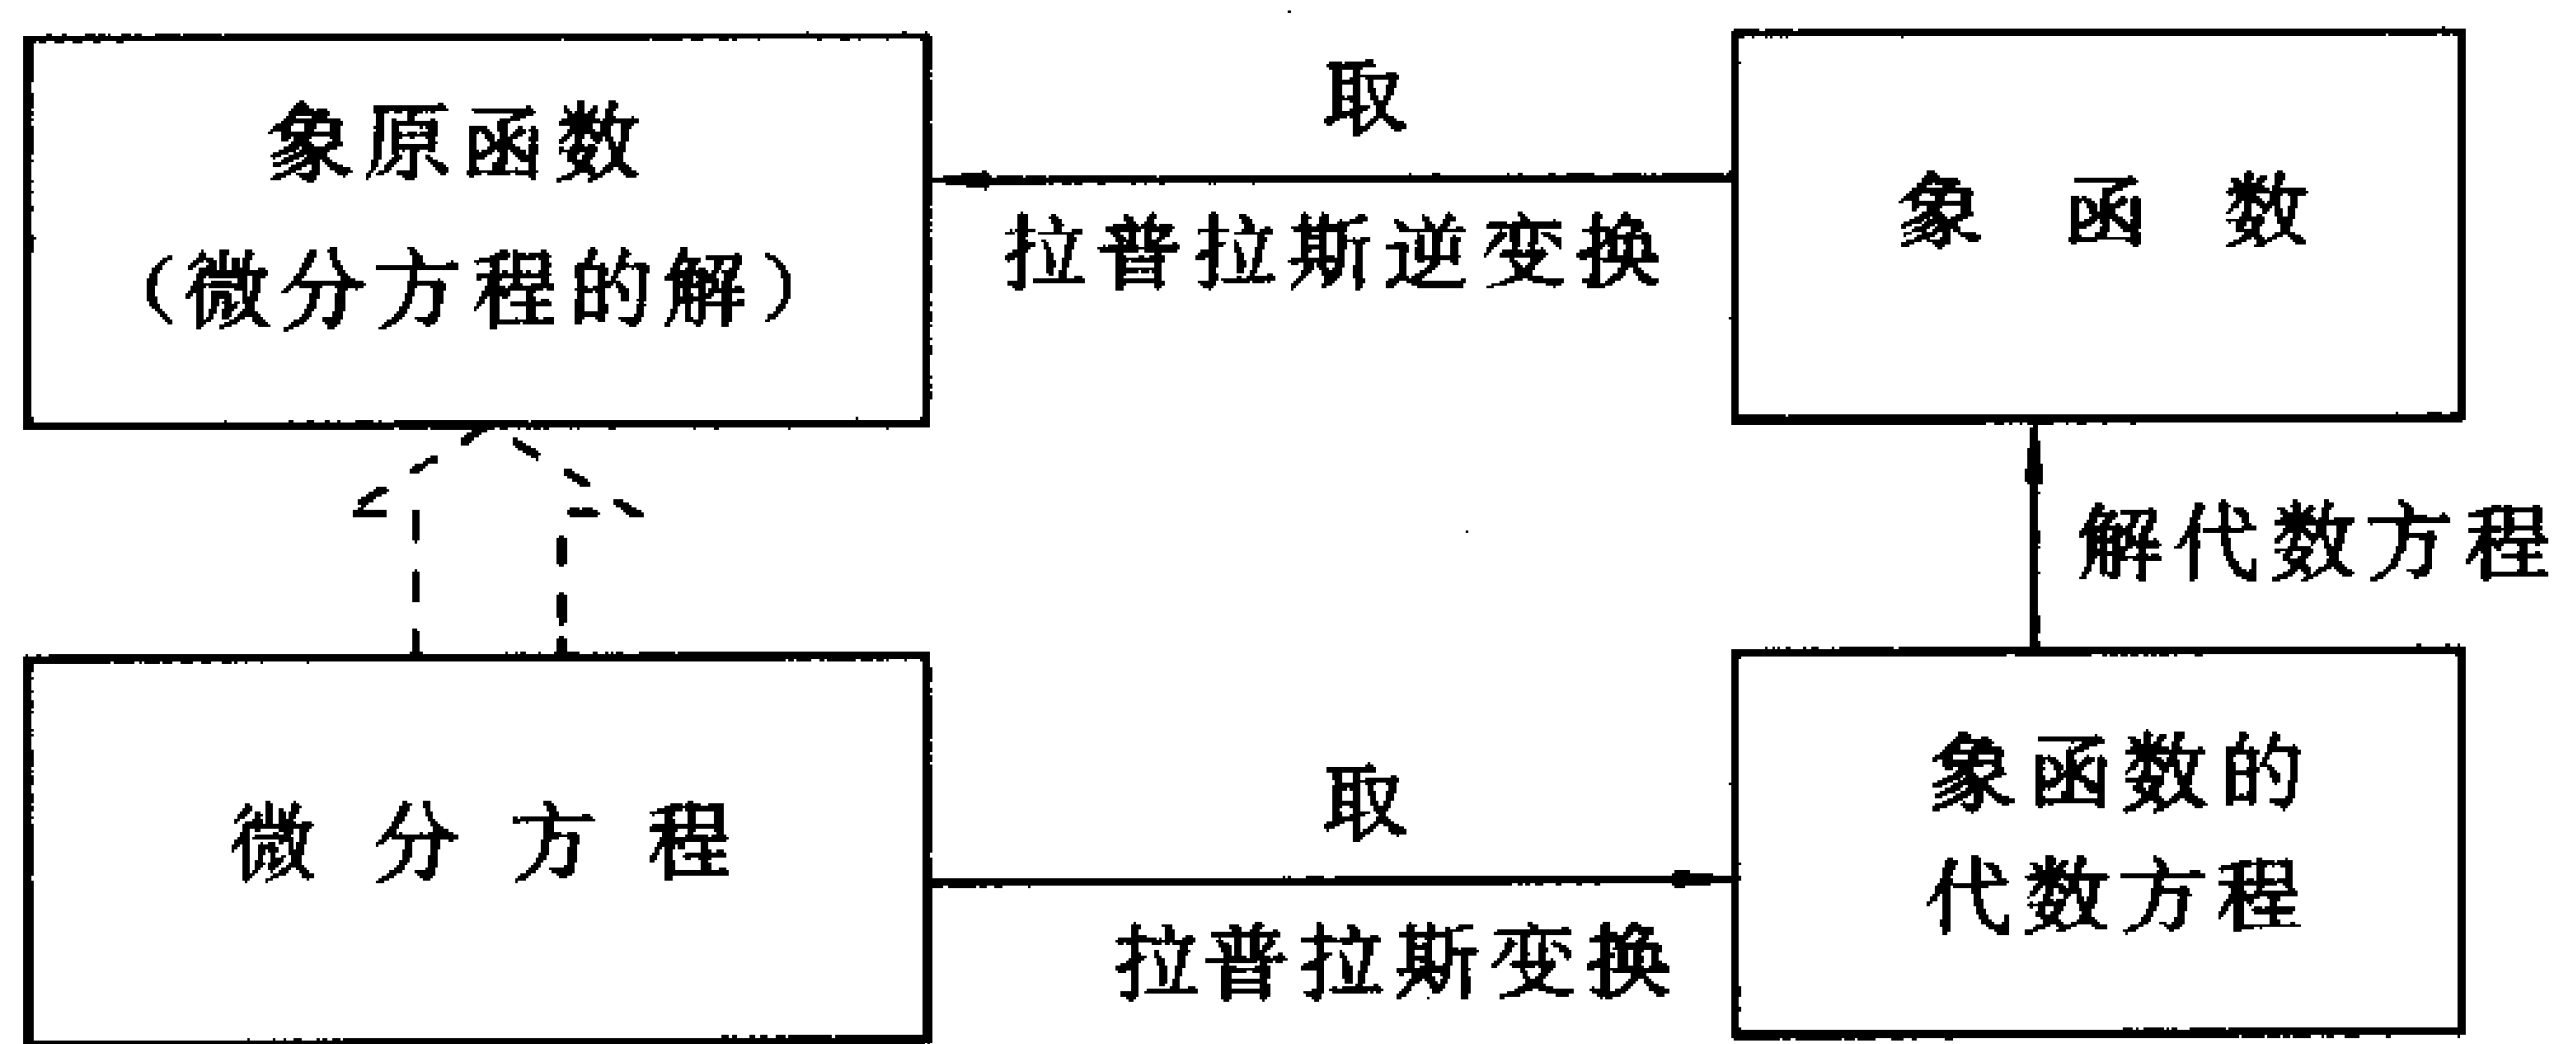 象原函数
（微分方程的解）
取
拉普拉斯逆变换
象函数
解代数方程
微分方程
取
拉普拉斯变换
象函数的
代数方程